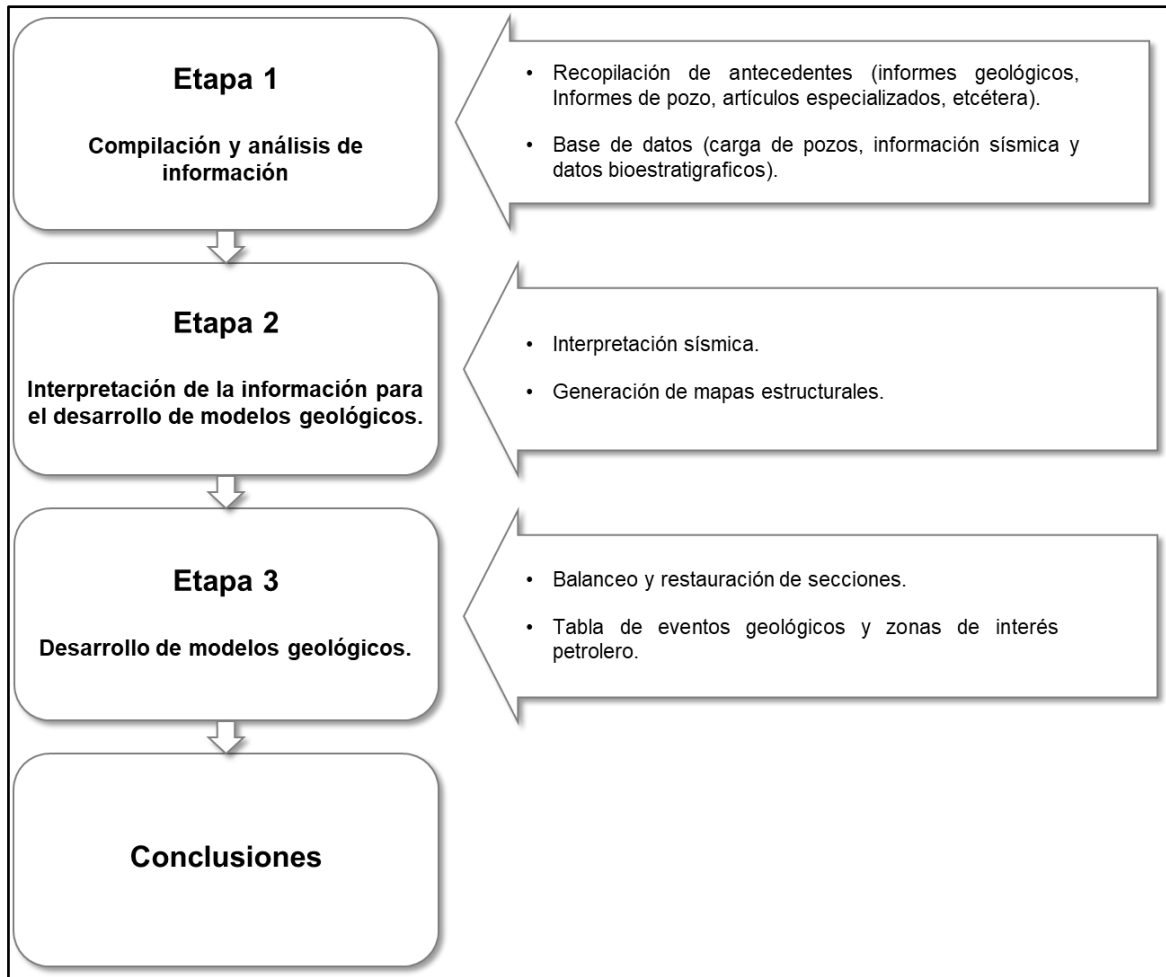 Etapa 1
Compilación y análisis de
información
• Recopilación de antecedentes (informes geológicos,
Informes de pozo, artículos especializados, etcétera).
• Base de datos (carga de pozos, información sísmica y
datos bioestratigraficos).
Etapa 2
Interpretación de la información para
el desarrollo de modelos geológicos.
• Interpretación sísmica.
• Generación de mapas estructurales.
Etapa 3
Desarrollo de modelos geológicos.
• Balanceo y restauración de secciones.
• Tabla de eventos geológicos y zonas de interés
petrolero.
Conclusiones